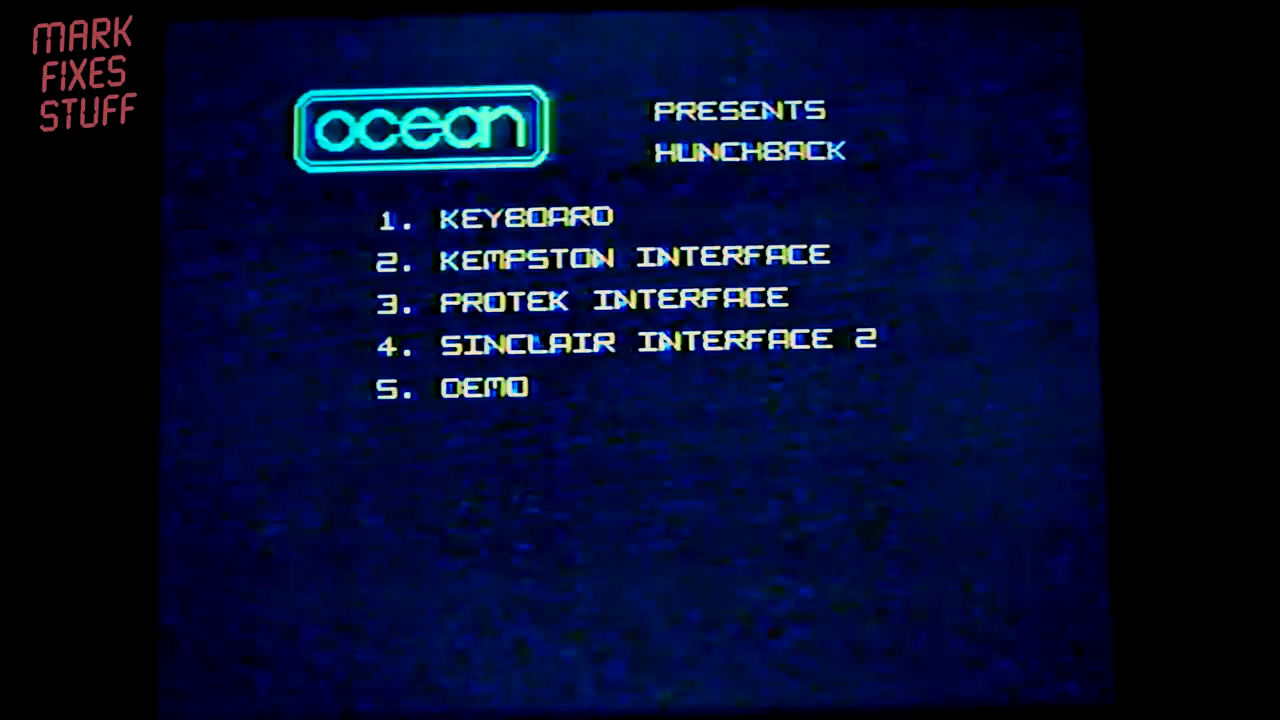 MARK
FIXES
STUFF
ocean
PRESENTS
HUNCHBACK
1. KEYBOARD
2. KEMPSTON INTERFACE
3. PROTEK INTERFACE
4. SINCLAIR INTERFACE 2
5. DEMO